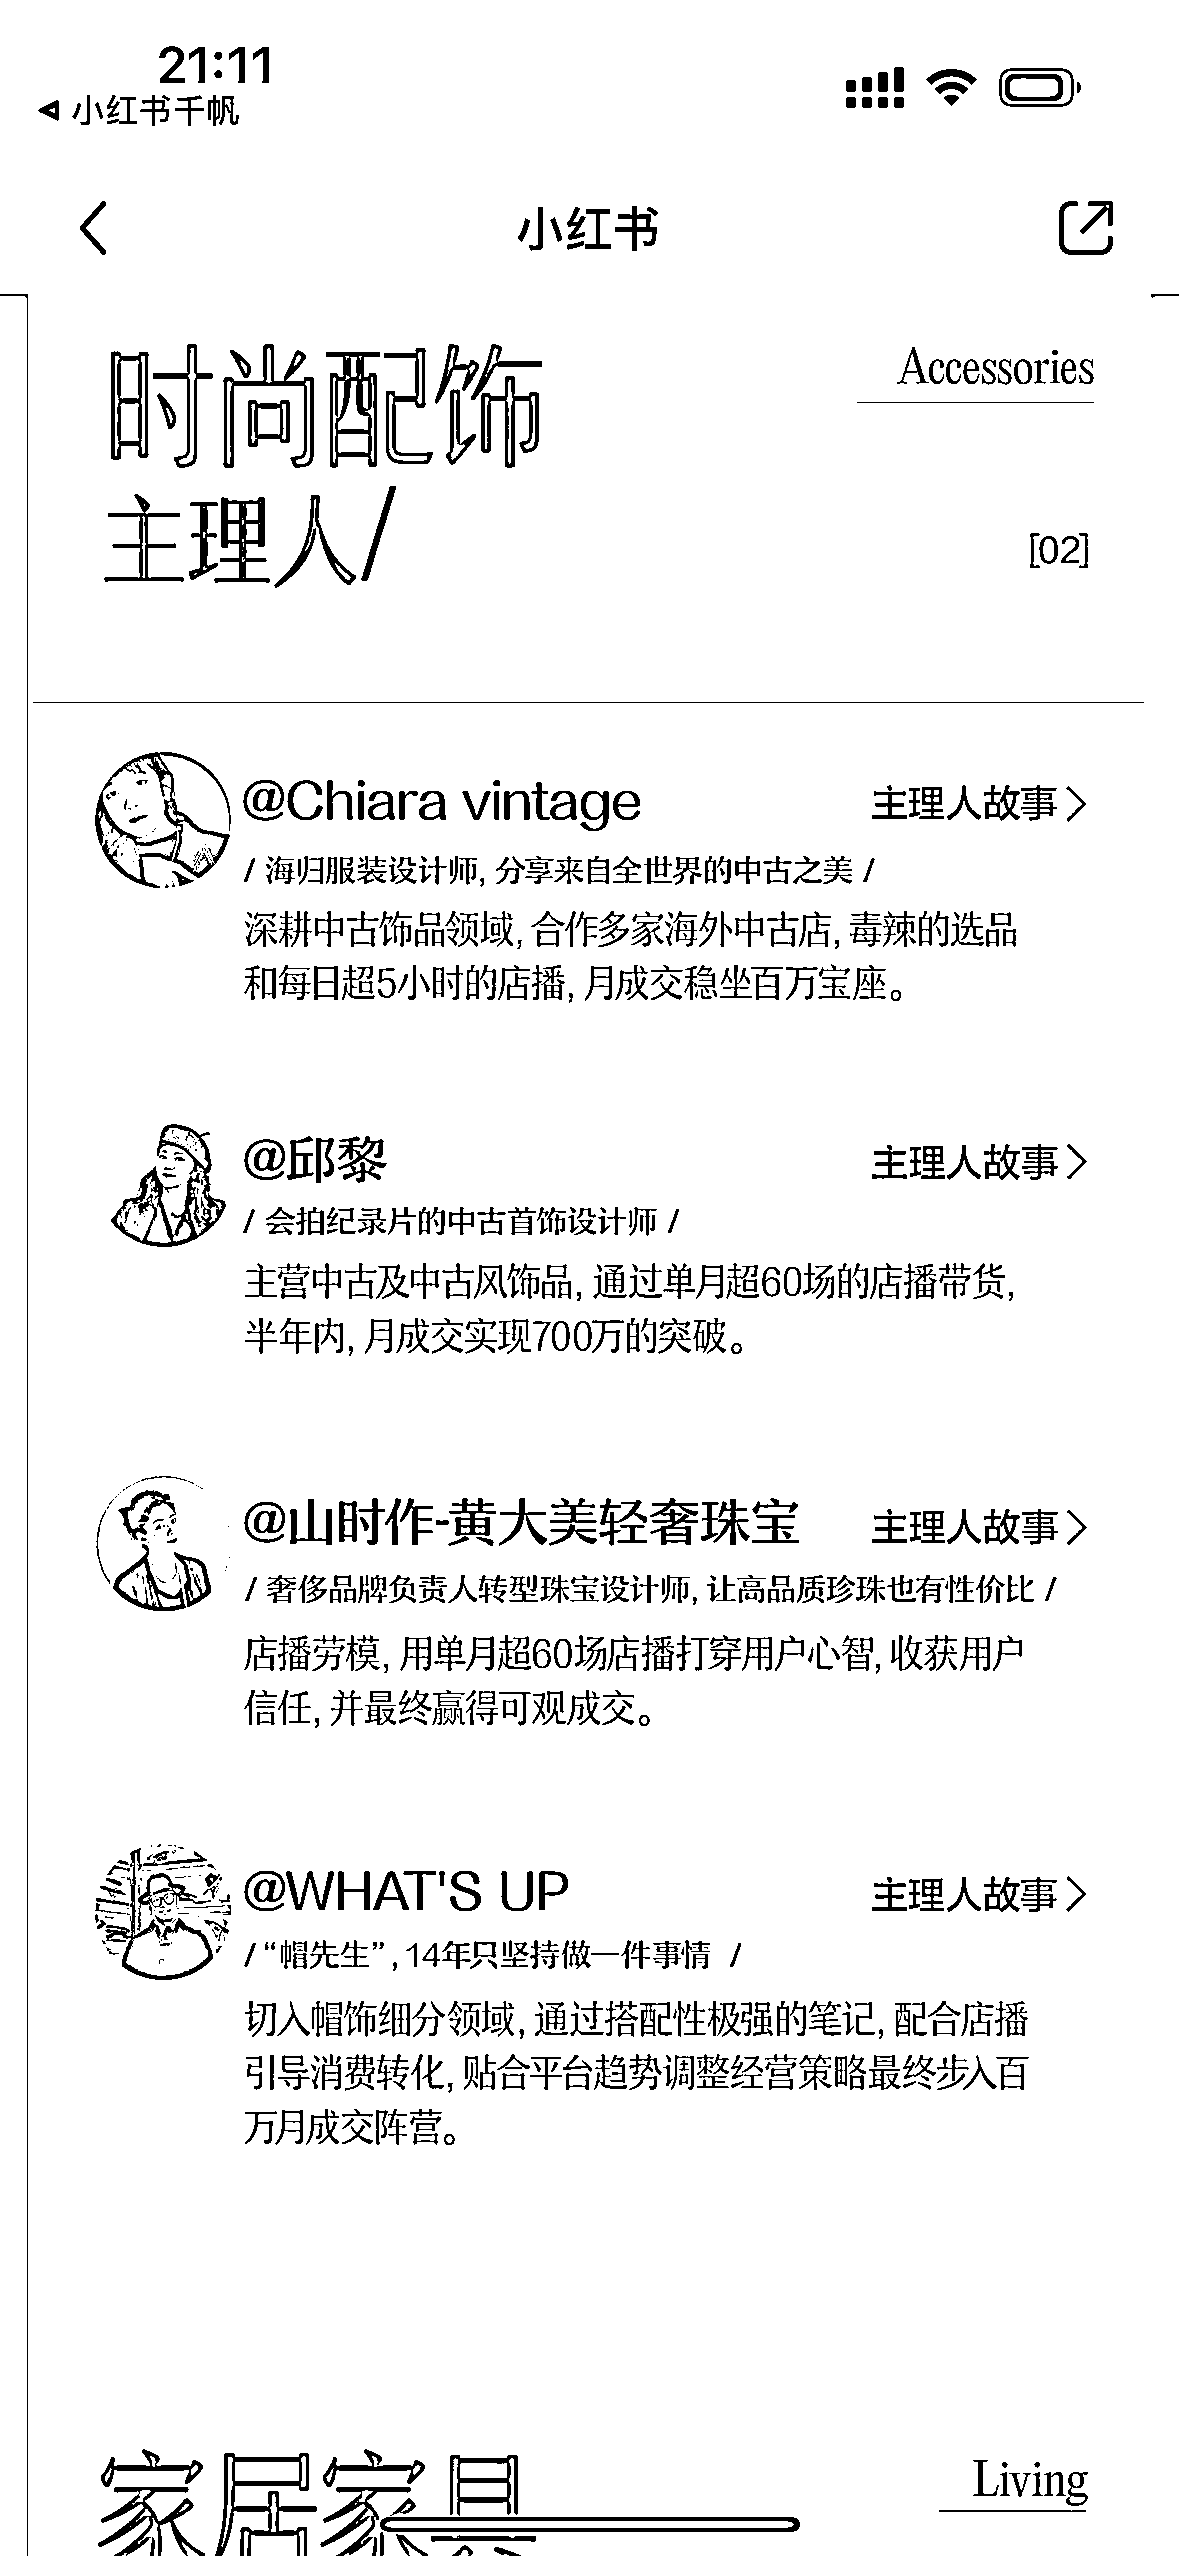 21:11
小红书千帆
小红书
时尚配饰
Accessories
主理人/
[02]
@Chiara vintage
主理人故事
/ 海归服装设计师, 分享来自全世界的中古之美 /
深耕中古饰品领域, 合作多家海外中古店, 毒辣的选品
和每日超5小时的店播, 月成交稳坐百万宝座。
@邱黎
主理人故事
/ 会拍纪录片的中古首饰设计师 /
主营中古及中古风饰品, 通过单月超60场的店播带货,
半年内, 月成交实现700万的突破。
@山时作-黄大美轻奢珠宝
主理人故事
/ 奢侈品牌负责人转型珠宝设计师, 让高品质珍珠也有性价比 /
店播劳模, 用单月超60场店播打穿用户心智, 收获用户
信任, 并最终赢得可观成交。
@WHAT'S UP
主理人故事
/ “帽先生”, 14年只坚持做一件事情 /
切入帽饰细分领域, 通过搭配性极强的笔记, 配合店播
引导消费转化, 贴合平台趋势调整经营策略最终步入百
万月成交阵营。
家居家具
Living